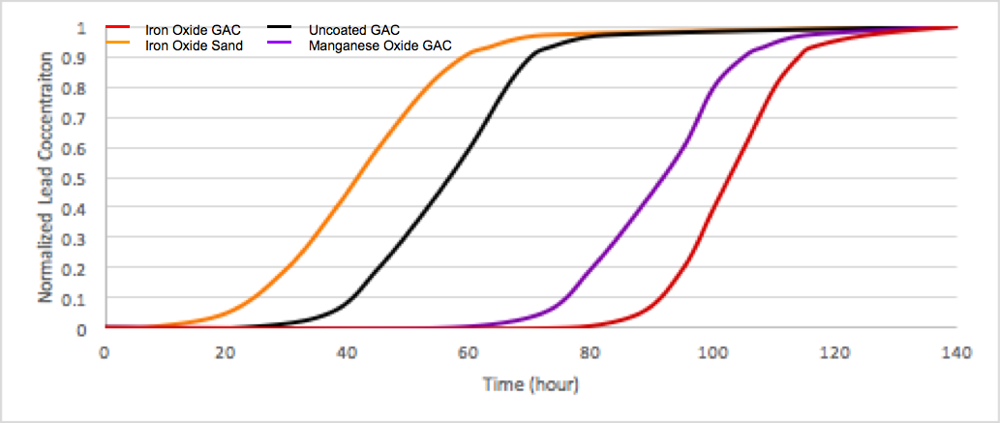 Iron Oxide GAC
Uncoated GAC
Iron Oxide Sand
Manganese Oxide GAC
Normalized Lead Coccentraiton
1
0.9
0.8
0.7
0.6
0.5
0.4
0.3
0.2
0.1
0
0 20 40 60 80 100 120 140
Time (hour)